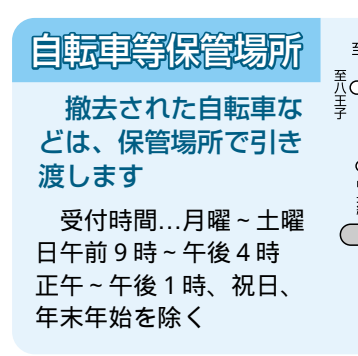 自転車等保管場所
撤去された自転車な
どは、保管場所で引き
渡します
受付時間…月曜~土曜
日午前9時~午後4時
正午~午後1時、祝日、
年末年始を除く
至八王子